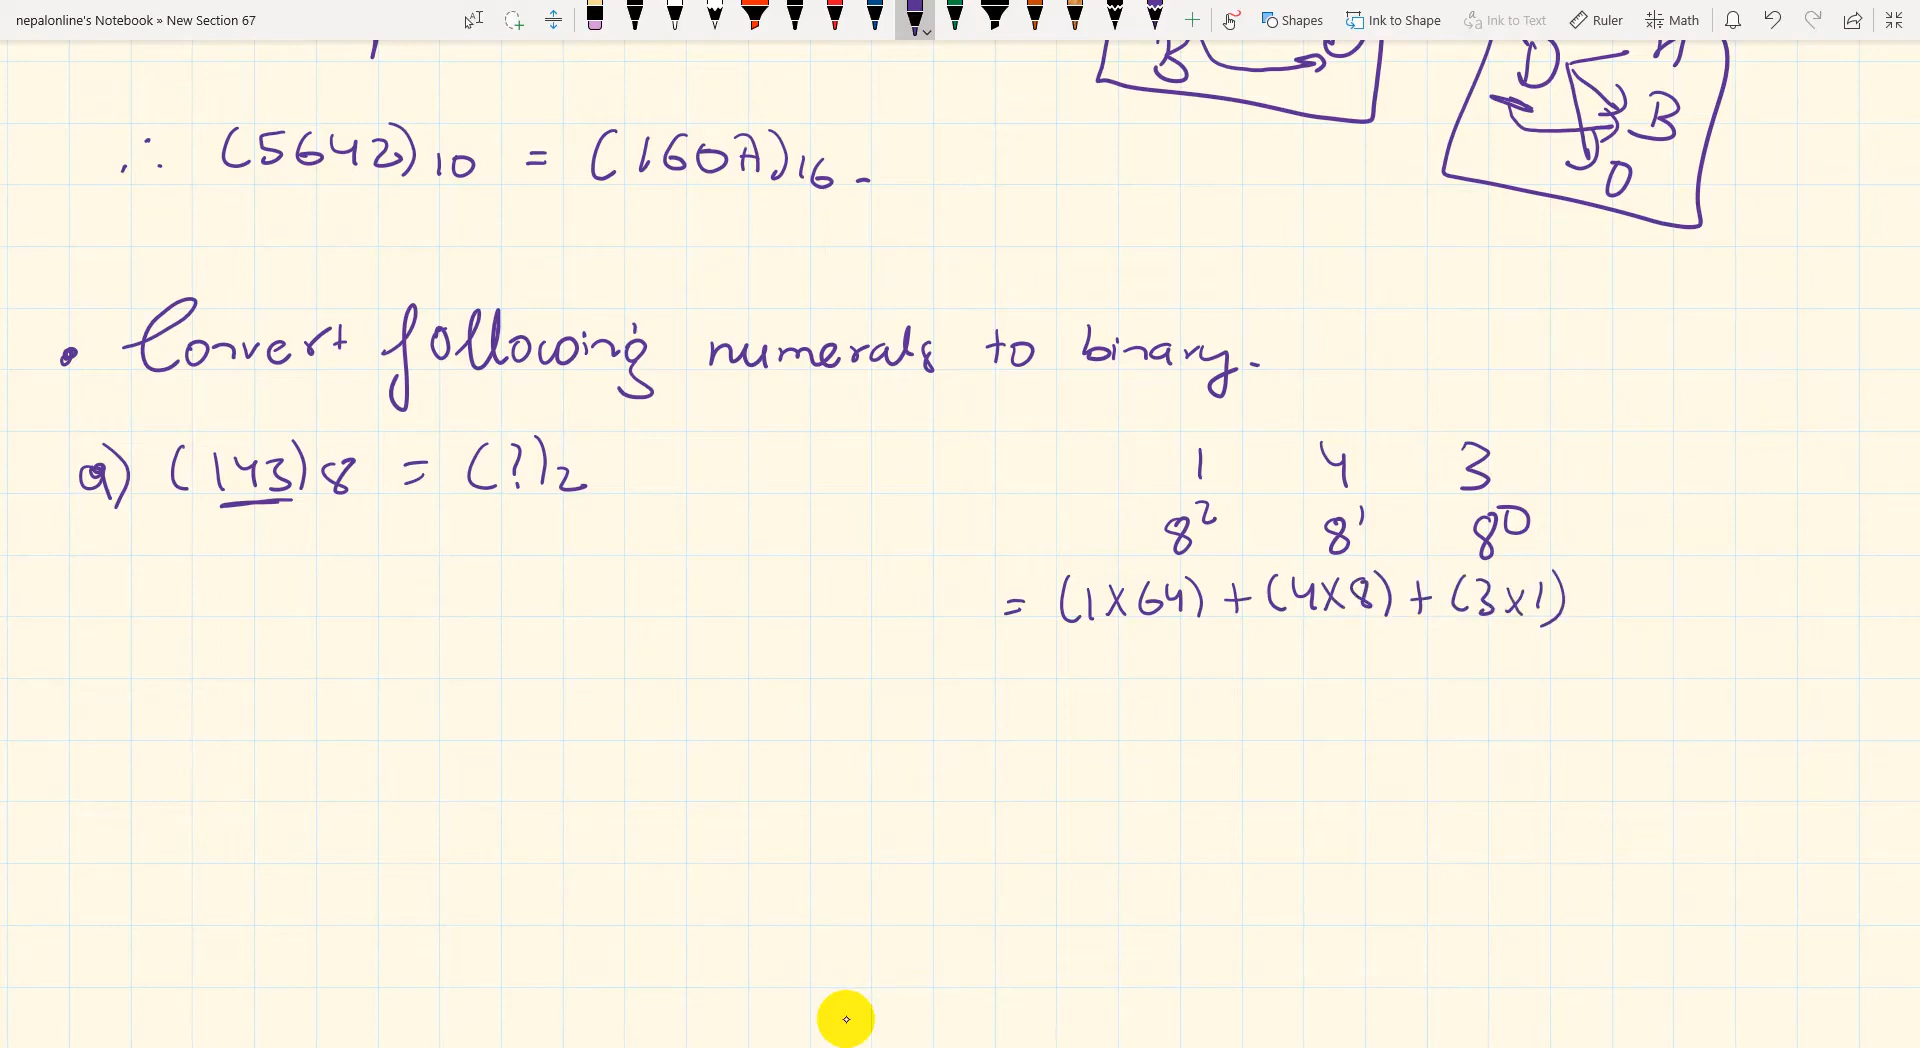 nepalonline's Notebook » New Section 67
Shapes Ink to Shape Ink to Text Ruler Math
B
D
B
0
∴ (5642)10 = (160A)16 -
• Convert following numerals to binary.
a) (143)8 = (?)2
1 4 3
8² 8¹ 8⁰
= (1×64) + (4×8) + (3×1)